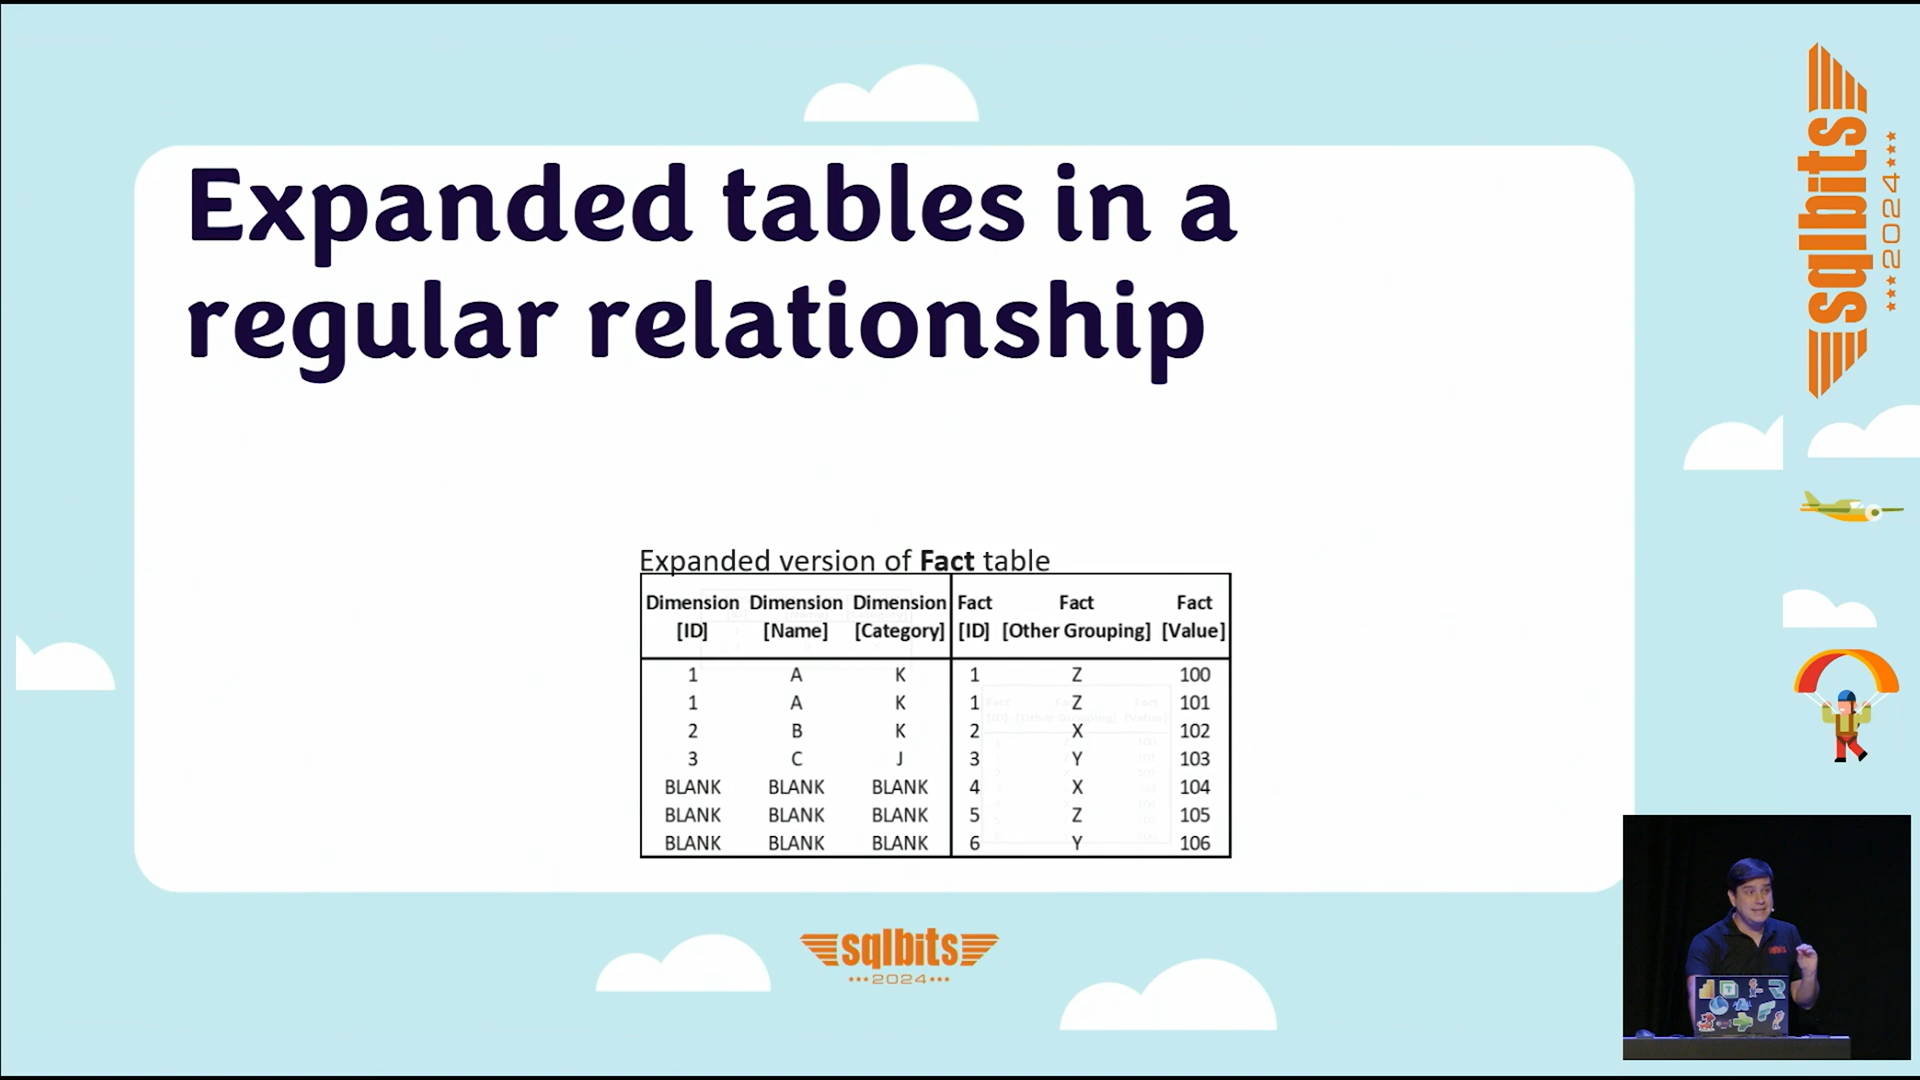 Expanded tables in a
regular relationship
Expanded version of Fact table
Dimension Dimension Dimension Fact Fact Fact
[ID] [Name] [Category] [ID] [Other Grouping] [Value]
1 A K 1 Z 100
1 A K 1 Z 101
2 B K 2 X 102
3 C J 3 Y 103
BLANK BLANK BLANK 4 X 104
BLANK BLANK BLANK 5 Z 105
BLANK BLANK BLANK 6 Y 106
sqlbits
2024
sqlbits
2024